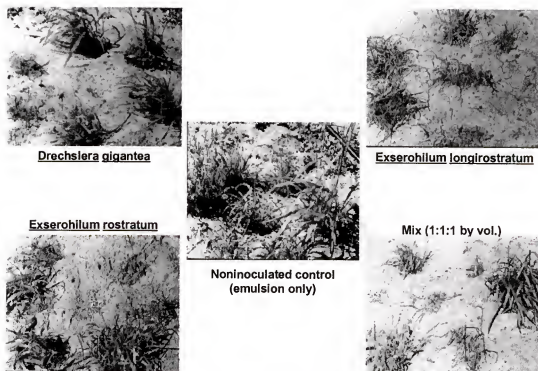 Drechslera gigantea
Exserohilum longirostratum
Exserohilum rostratum
Mix (1:1:1 by vol.)
Noninoculated control
(emulsion only)